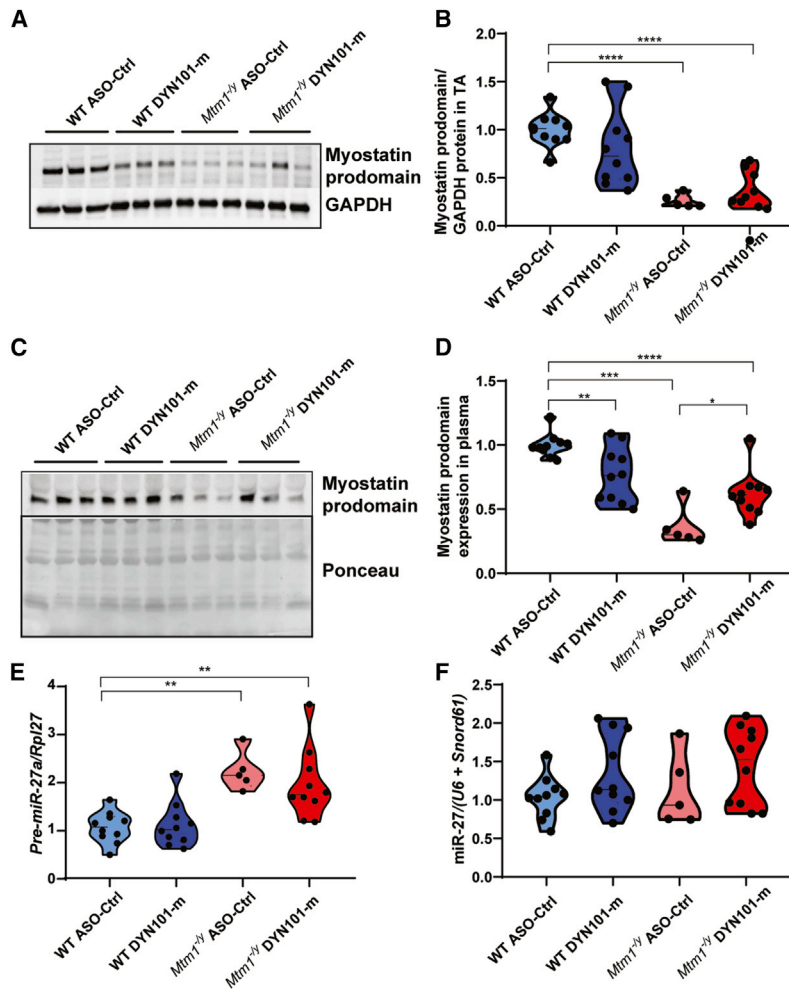 A
WT ASO-Ctrl
WT DYN101-m
Mtm1-/y ASO-Ctrl
Mtm1-/y DYN101-m
Myostatin
prodomain
GAPDH
B
****
****
Myostatin prodomain/
GAPDH protein in TA
2.0
1.5
1.0
0.5
0.0
WT ASO-Ctrl
WT DYN101-m
Mtm1-/y ASO-Ctrl
Mtm1-/y DYN101-m
C
WT ASO-Ctrl
WT DYN101-m
Mtm1-/y ASO-Ctrl
Mtm1-/y DYN101-m
Myostatin
prodomain
Ponceau
D
****
***
**
*
Myostatin prodomain
expression in plasma
1.5
1.0
0.5
0.0
WT ASO-Ctrl
WT DYN101-m
Mtm1-/y ASO-Ctrl
Mtm1-/y DYN101-m
E
**
**
Pre-miR-27a/Rpl27
4
3
2
1
0
WT ASO-Ctrl
WT DYN101-m
Mtm1-/y ASO-Ctrl
Mtm1-/y DYN101-m
F
miR-27/(U6 + Snord61)
2.5
2.0
1.5
1.0
0.5
0.0
WT ASO-Ctrl
WT DYN101-m
Mtm1-/y ASO-Ctrl
Mtm1-/y DYN101-m